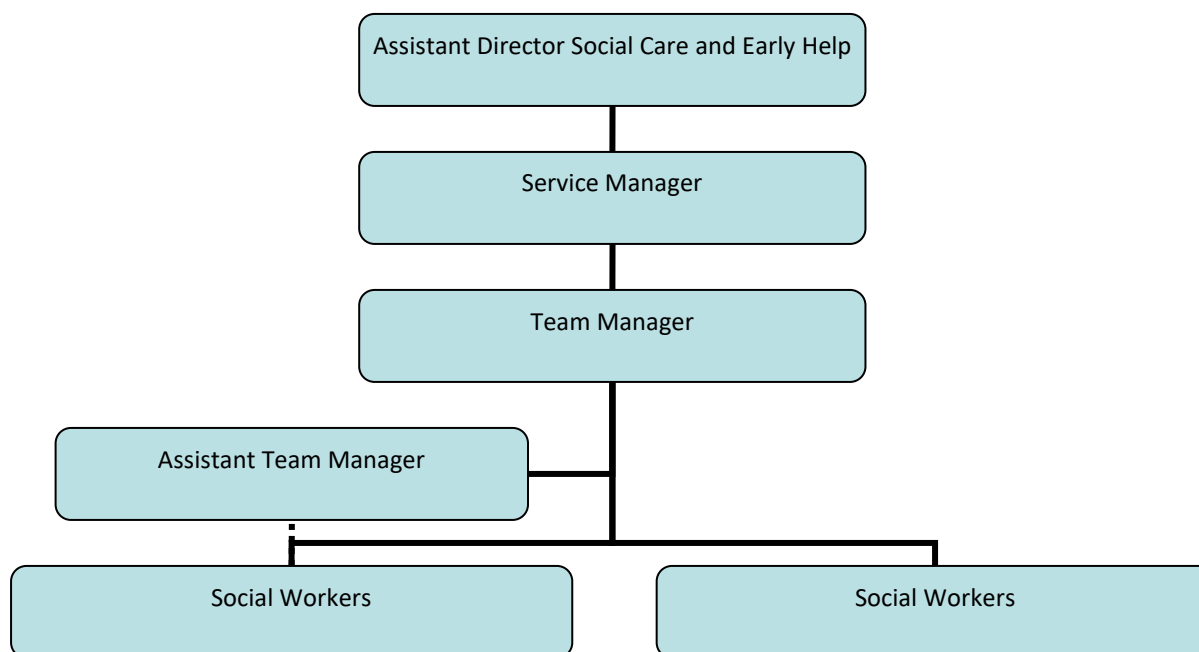 Assistant Director Social Care and Early Help
Service Manager
Team Manager
Assistant Team Manager
Social Workers
Social Workers